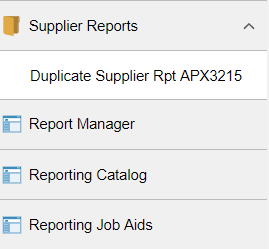 Supplier Reports
Duplicate Supplier Rpt APX3215
Report Manager
Reporting Catalog
Reporting Job Aids